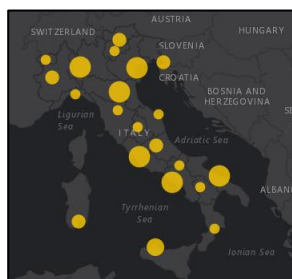 AUSTRIA
SWITZERLAND
HUNGARY
SLOVENIA
CROATIA
BOSNIA AND
HERZEGOVINA
Ligurian
Sea
ITALY
Adriatic Sea
ALBAN
Tyrrhenian
Sea
Ionian Sea